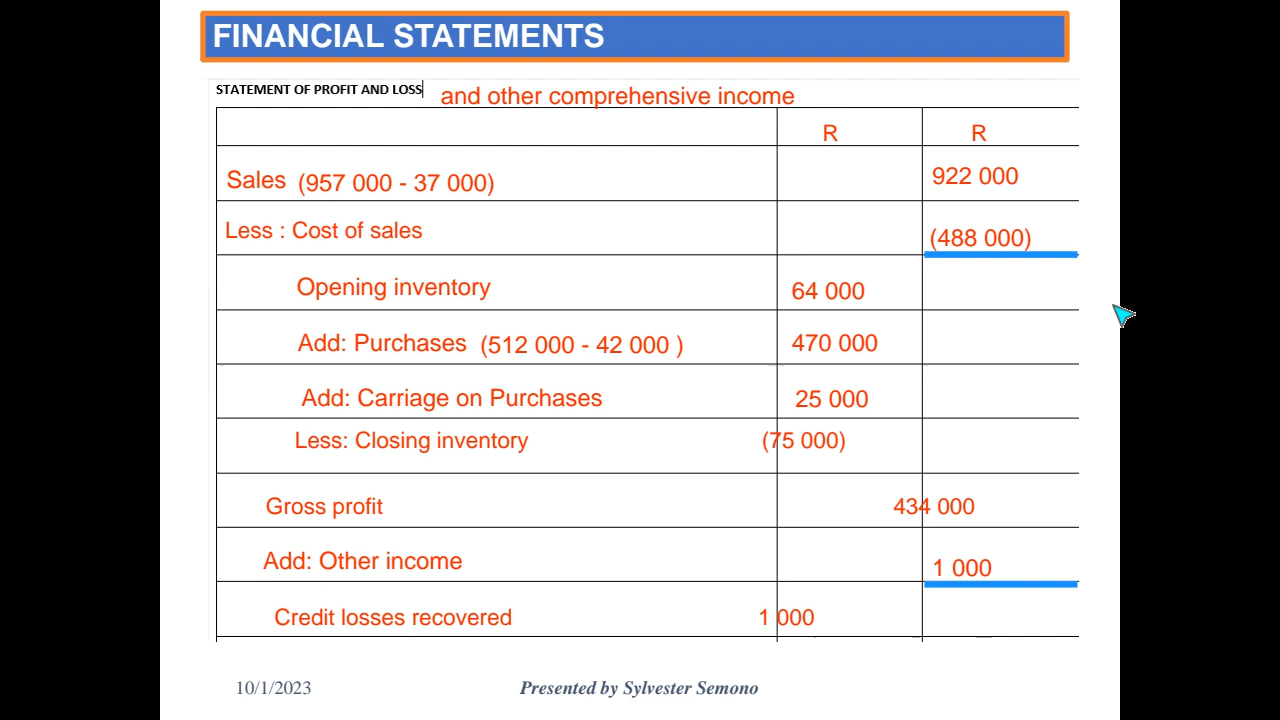 FINANCIAL STATEMENTS
STATEMENT OF PROFIT AND LOSS and other comprehensive income
R R
Sales (957 000 - 37 000) 922 000
Less : Cost of sales (488 000)
Opening inventory 64 000
Add: Purchases (512 000 - 42 000 ) 470 000
Add: Carriage on Purchases 25 000
Less: Closing inventory (75 000)
Gross profit 434 000
Add: Other income 1 000
Credit losses recovered 1 000
10/1/2023 Presented by Sylvester Semono